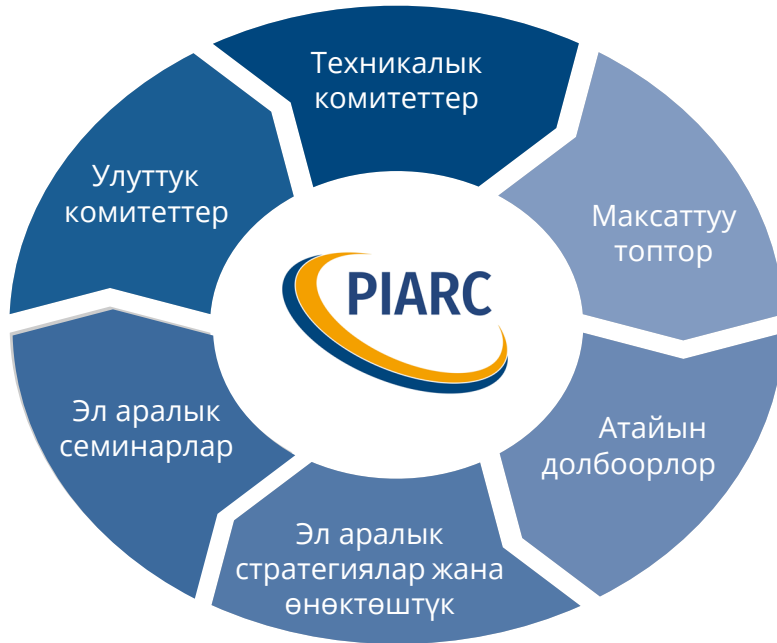 Техникалык
комитеттер
Максаттуу
топтор
Атайын
долбоорлор
Эл аралык
стратегиялар жана
өнөктөштүк
Эл аралык
семинарлар
Улуттук
комитеттер
PIARC